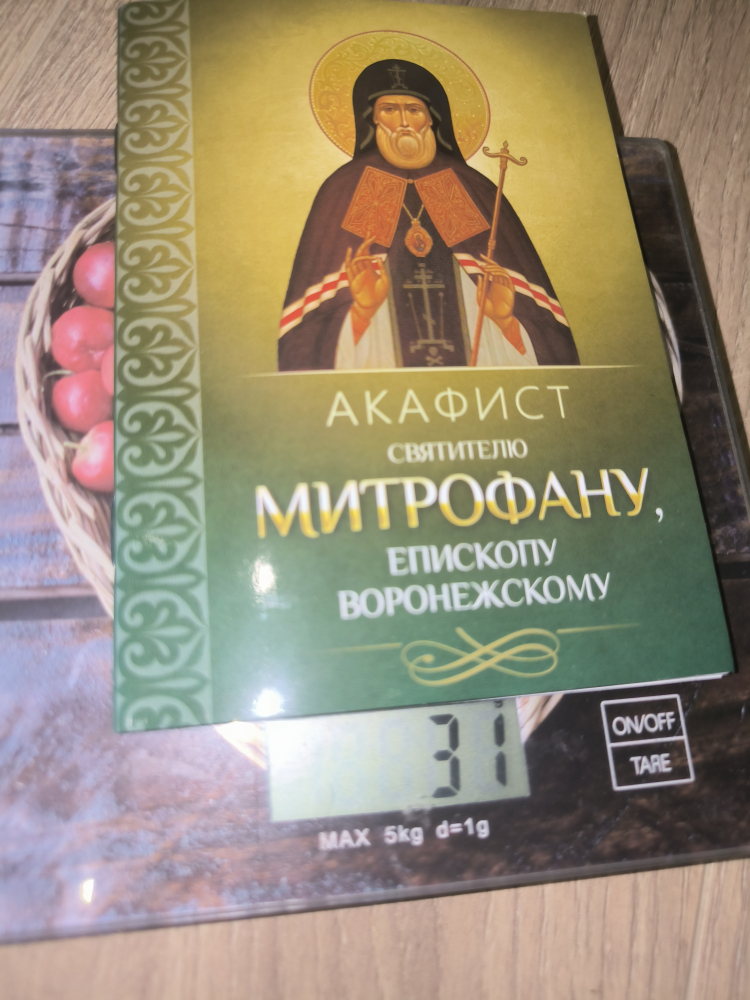 АКАФИСТ
СВЯТИТЕЛЮ
МИТРОФАНУ,
ЕПИСКОПУ
ВОРОНЕЖСКОМУ
31
ON/OFF
TARE
MAX 5kg d=1g